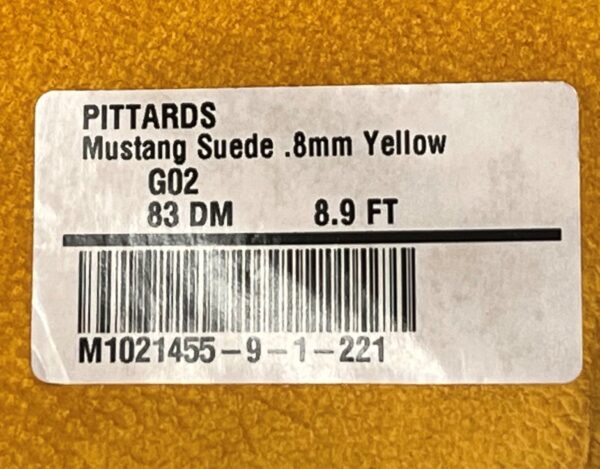 PITTARDS
Mustang Suede .8mm Yellow
G02
83 DM 8.9 FT
M1021455-9-1-221